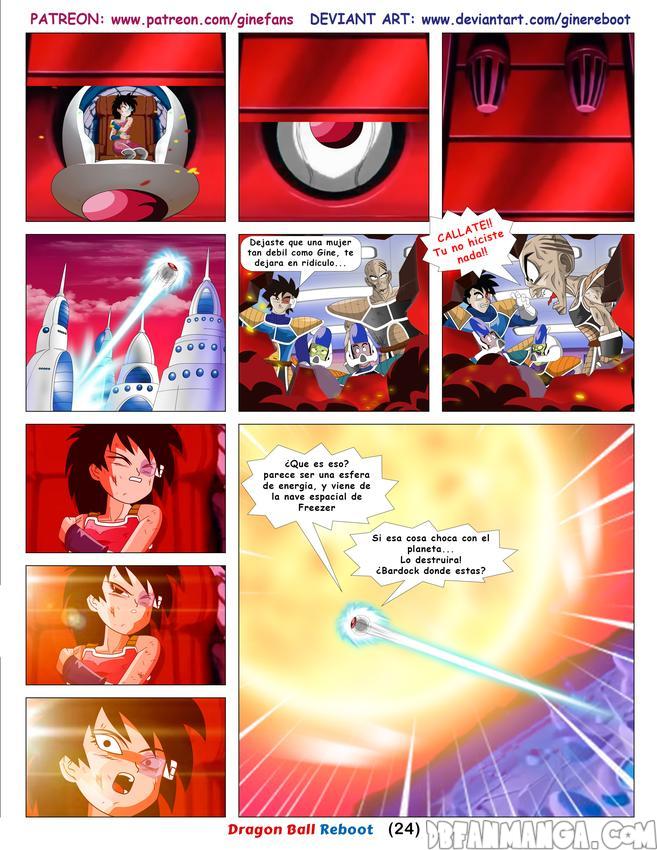 PATREON: www.patreon.com/ginefans DEVIANT ART: www.deviantart.com/ginereboot
Dejaste que una mujer
tan debil como Gine, te
dejara en ridículo...
CALLATE!!
Tu no hiciste
nada!!
¿Que es eso?
parece ser una esfera
de energia, y viene de
la nave espacial de
Freezer
Si esa cosa choca con el
planeta...
Lo destruira!
¿Bardock donde estas?
Dragon Ball Reboot (24)
DBFANMANGA.COM